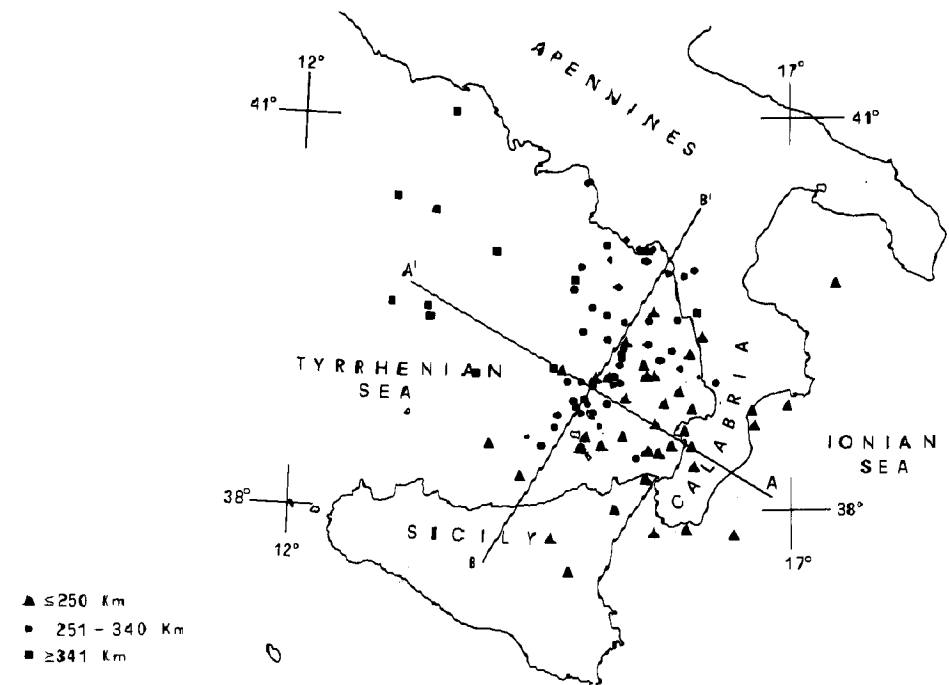 APENNINES
12°
17°
41°
41°
B'
A'
TYRRHENIAN
SEA
CALABRIA
IONIAN
SEA
A
38°
38°
SICILY
12°
17°
B
▲ ≤250 Km
● 251-340 Km
■ ≥341 Km